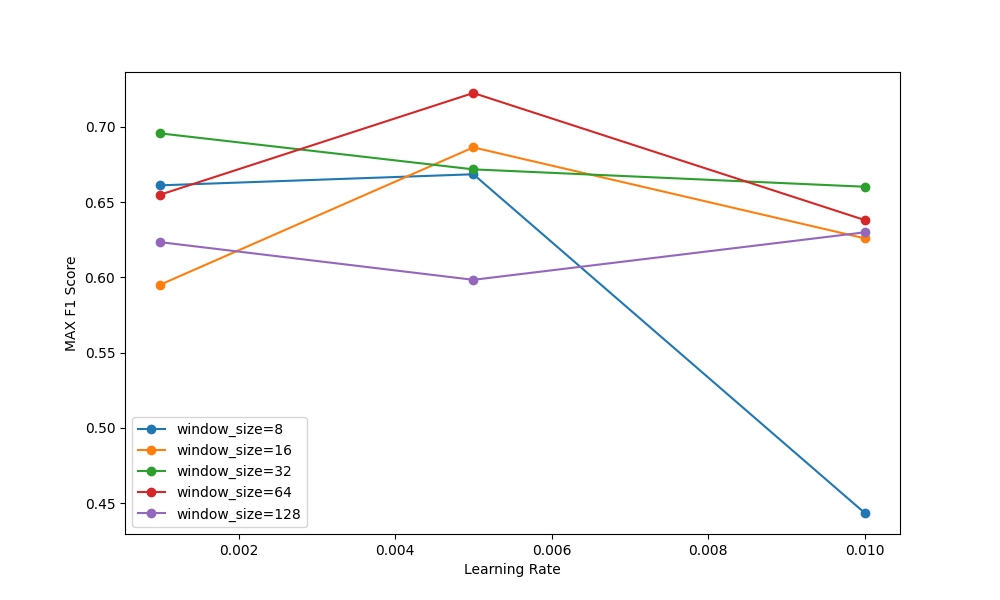 MAX F1 Score
0.70
0.65
0.60
0.55
0.50
0.45
window_size=8
window_size=16
window_size=32
window_size=64
window_size=128
0.002 0.004 0.006 0.008 0.010
Learning Rate